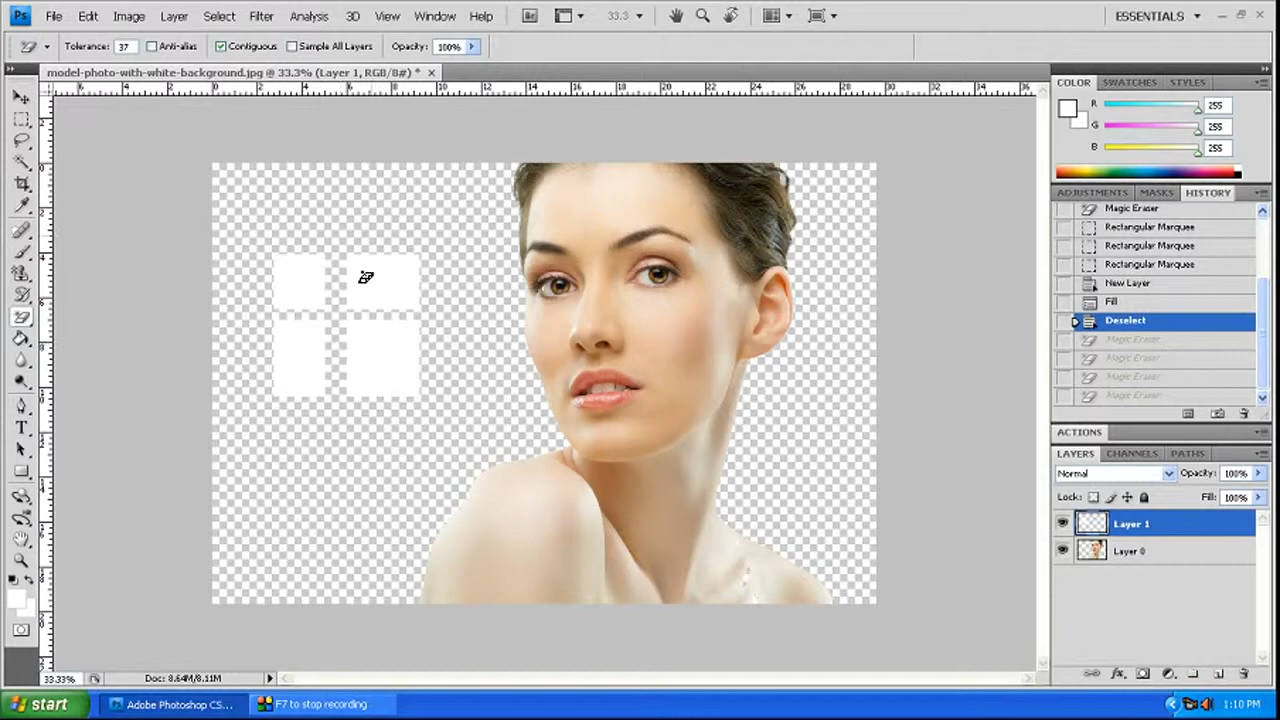 Ps File Edit Image Layer Select Filter Analysis 3D View Window Help Br 33.3 ESSENTIALS
Tolerance: 37 Anti-alias Contiguous Sample All Layers Opacity: 100%
model-photo-with-white-background.jpg @ 33.3% (Layer 1, RGB/8#) *
COLOR SWATCHES STYLES
R 255
G 255
B 255
ADJUSTMENTS MASKS HISTORY
Magic Eraser
Rectangular Marquee
Rectangular Marquee
Rectangular Marquee
New Layer
Fill
Deselect
Magic Eraser
Magic Eraser
Magic Eraser
Magic Eraser
ACTIONS
LAYERS CHANNELS PATHS
Normal Opacity: 100%
Lock: Fill: 100%
Layer 1
Layer 0
33.33% Doc: 8.64M/8.11M
start Adobe Photoshop CS... F7 to stop recording 1:10 PM